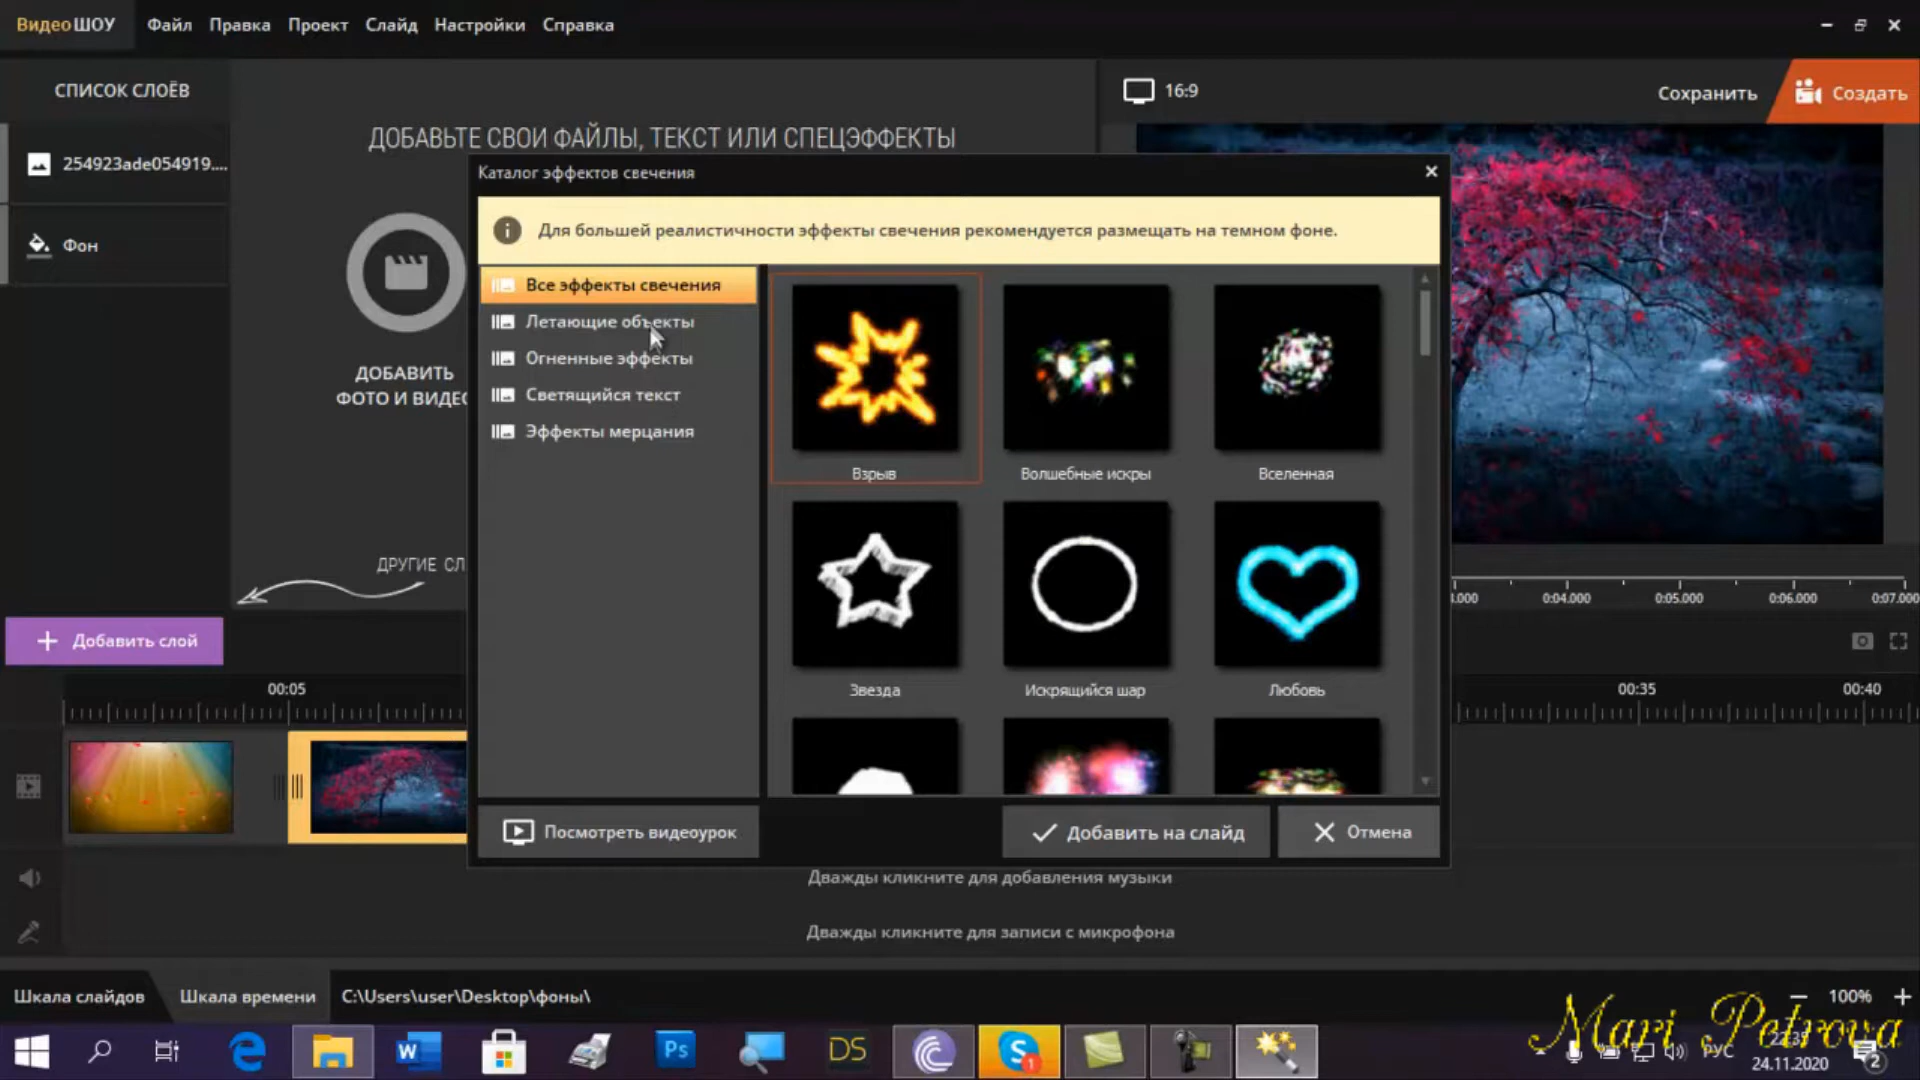 ВидеоШОУ Файл Правка Проект Слайд Настройки Справка
СПИСОК СЛОЁВ
16:9
Сохранить
Создать
ДОБАВЬТЕ СВОИ ФАЙЛЫ, ТЕКСТ ИЛИ СПЕЦЭФФЕКТЫ
254923ade054919....
Фон
Каталог эффектов свечения
Для большей реалистичности эффекты свечения рекомендуется размещать на темном фоне.
Все эффекты свечения
Летающие объекты
Огненные эффекты
Светящийся текст
Эффекты мерцания
ДОБАВИТЬ
ФОТО И ВИДЕО
Взрыв
Волшебные искры
Вселенная
Звезда
Искрящийся шар
Любовь
ДРУГИЕ СЛ
0:04.000 0:05.000 0:06.000 0:07.000
Добавить слой
00:05
00:35
00:40
Посмотреть видеоурок
Добавить на слайд
Отмена
Дважды кликните для добавления музыки
Дважды кликните для записи с микрофона
Шкала слайдов
Шкала времени
C:\Users\user\Desktop\фоны\
100%
Mari Petrova
W
Ps
DS
S
1
РУС
24.11.2020
2